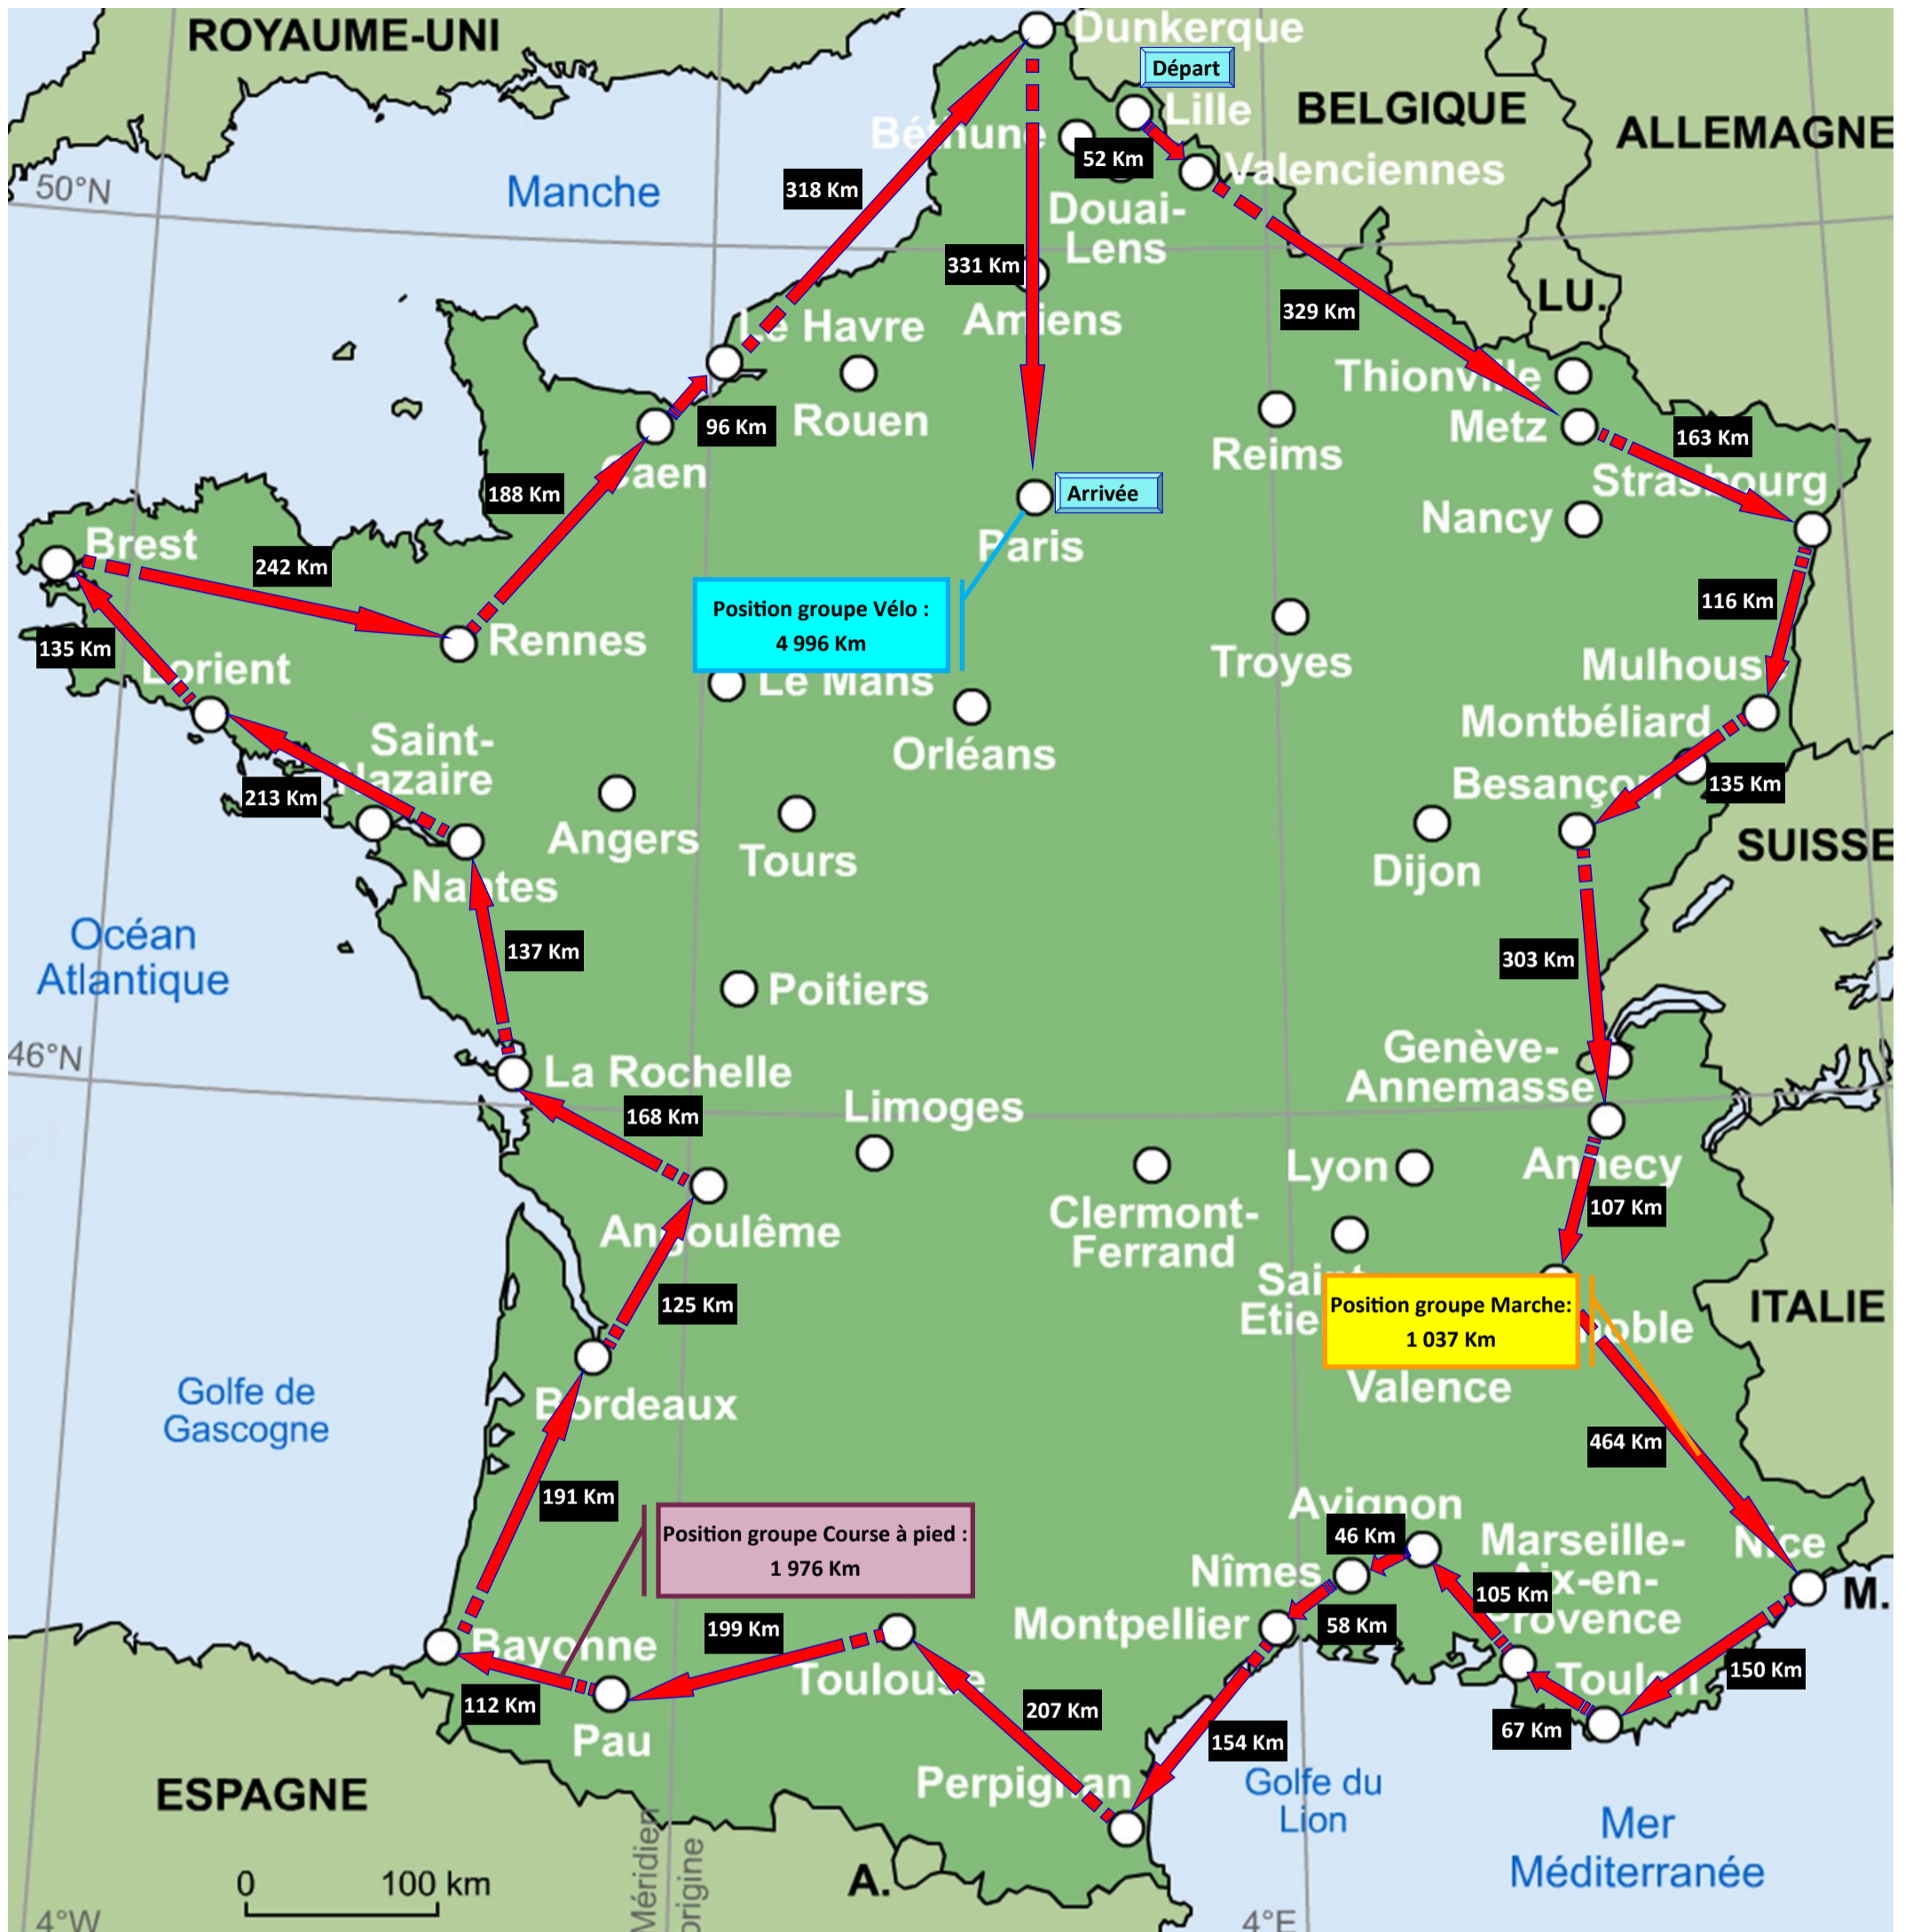 ROYAUME-UNI
Dunkerque
Départ
Lille
BELGIQUE
ALLEMAGNE
Béthune
52 Km
Valenciennes
50°N
Manche
318 Km
Douai-
Lens
331 Km
Amiens
329 Km
LU.
Le Havre
Rouen
96 Km
Caen
188 Km
Thionville
Metz
163 Km
Reims
Strasbourg
Nancy
Arrivée
Paris
Brest
242 Km
Rennes
135 Km
Lorient
Position groupe Vélo :
4 996 Km
Le Mans
Orléans
Troyes
116 Km
Mulhous
Montbéliard
Besançon
135 Km
Saint-
Nazaire
213 Km
Angers
Tours
Nantes
Dijon
SUISSE
Océan
Atlantique
137 Km
Poitiers
303 Km
46°N
La Rochelle
168 Km
Limoges
Genève-
Annemasse
Annecy
107 Km
Lyon
Clermont-
Ferrand
Angoulême
125 Km
Sain
Etie
Position groupe Marche:
1 037 Km
noble
Valence
ITALIE
Golfe de
Gascogne
Bordeaux
191 Km
464 Km
Position groupe Course à pied :
1 976 Km
Avignon
46 Km
Nîmes
58 Km
Montpellier
Marseille-
Aix-en-
Provence
105 Km
Nice
M.
150 Km
Toulon
67 Km
Bayonne
112 Km
Pau
199 Km
Toulouse
207 Km
154 Km
Perpignan
ESPAGNE
A.
Golfe du
Lion
Mer
Méditerranée
0 100 km
Méridien
origine
4°W
4°E